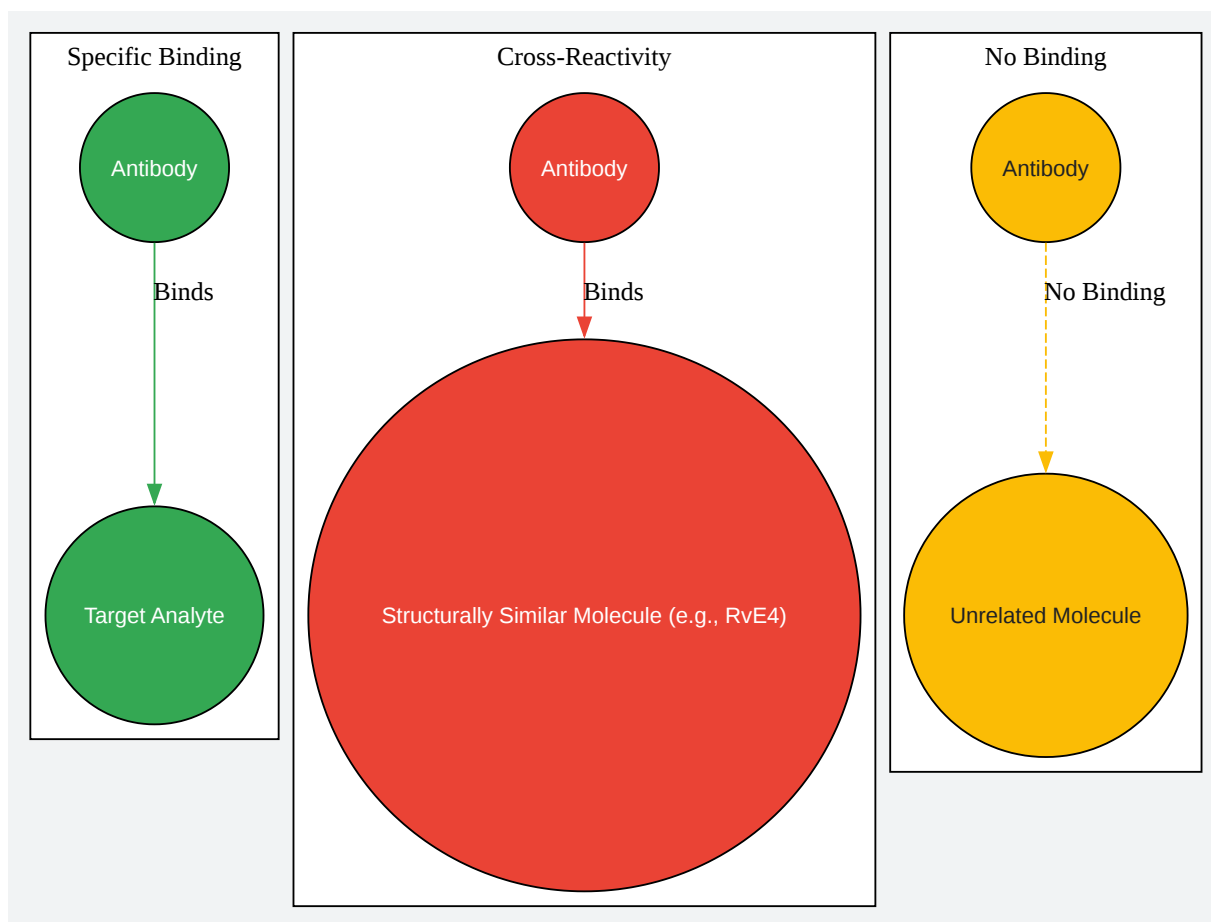 Specific Binding
Antibody
Binds
Target Analyte
Cross-Reactivity
Antibody
Binds
Structurally Similar Molecule (e.g., RvE4)
No Binding
Antibody
No Binding
Unrelated Molecule